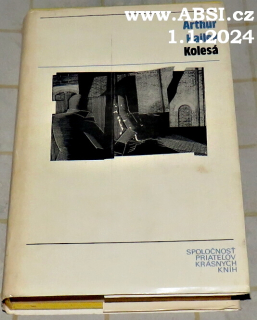 www.ABSI.cz
1.1.2024
Arthur
Kolesá
SPOLOČNOSŤ
PRIATEĽOV
KRÁSNYCH
KNÍH